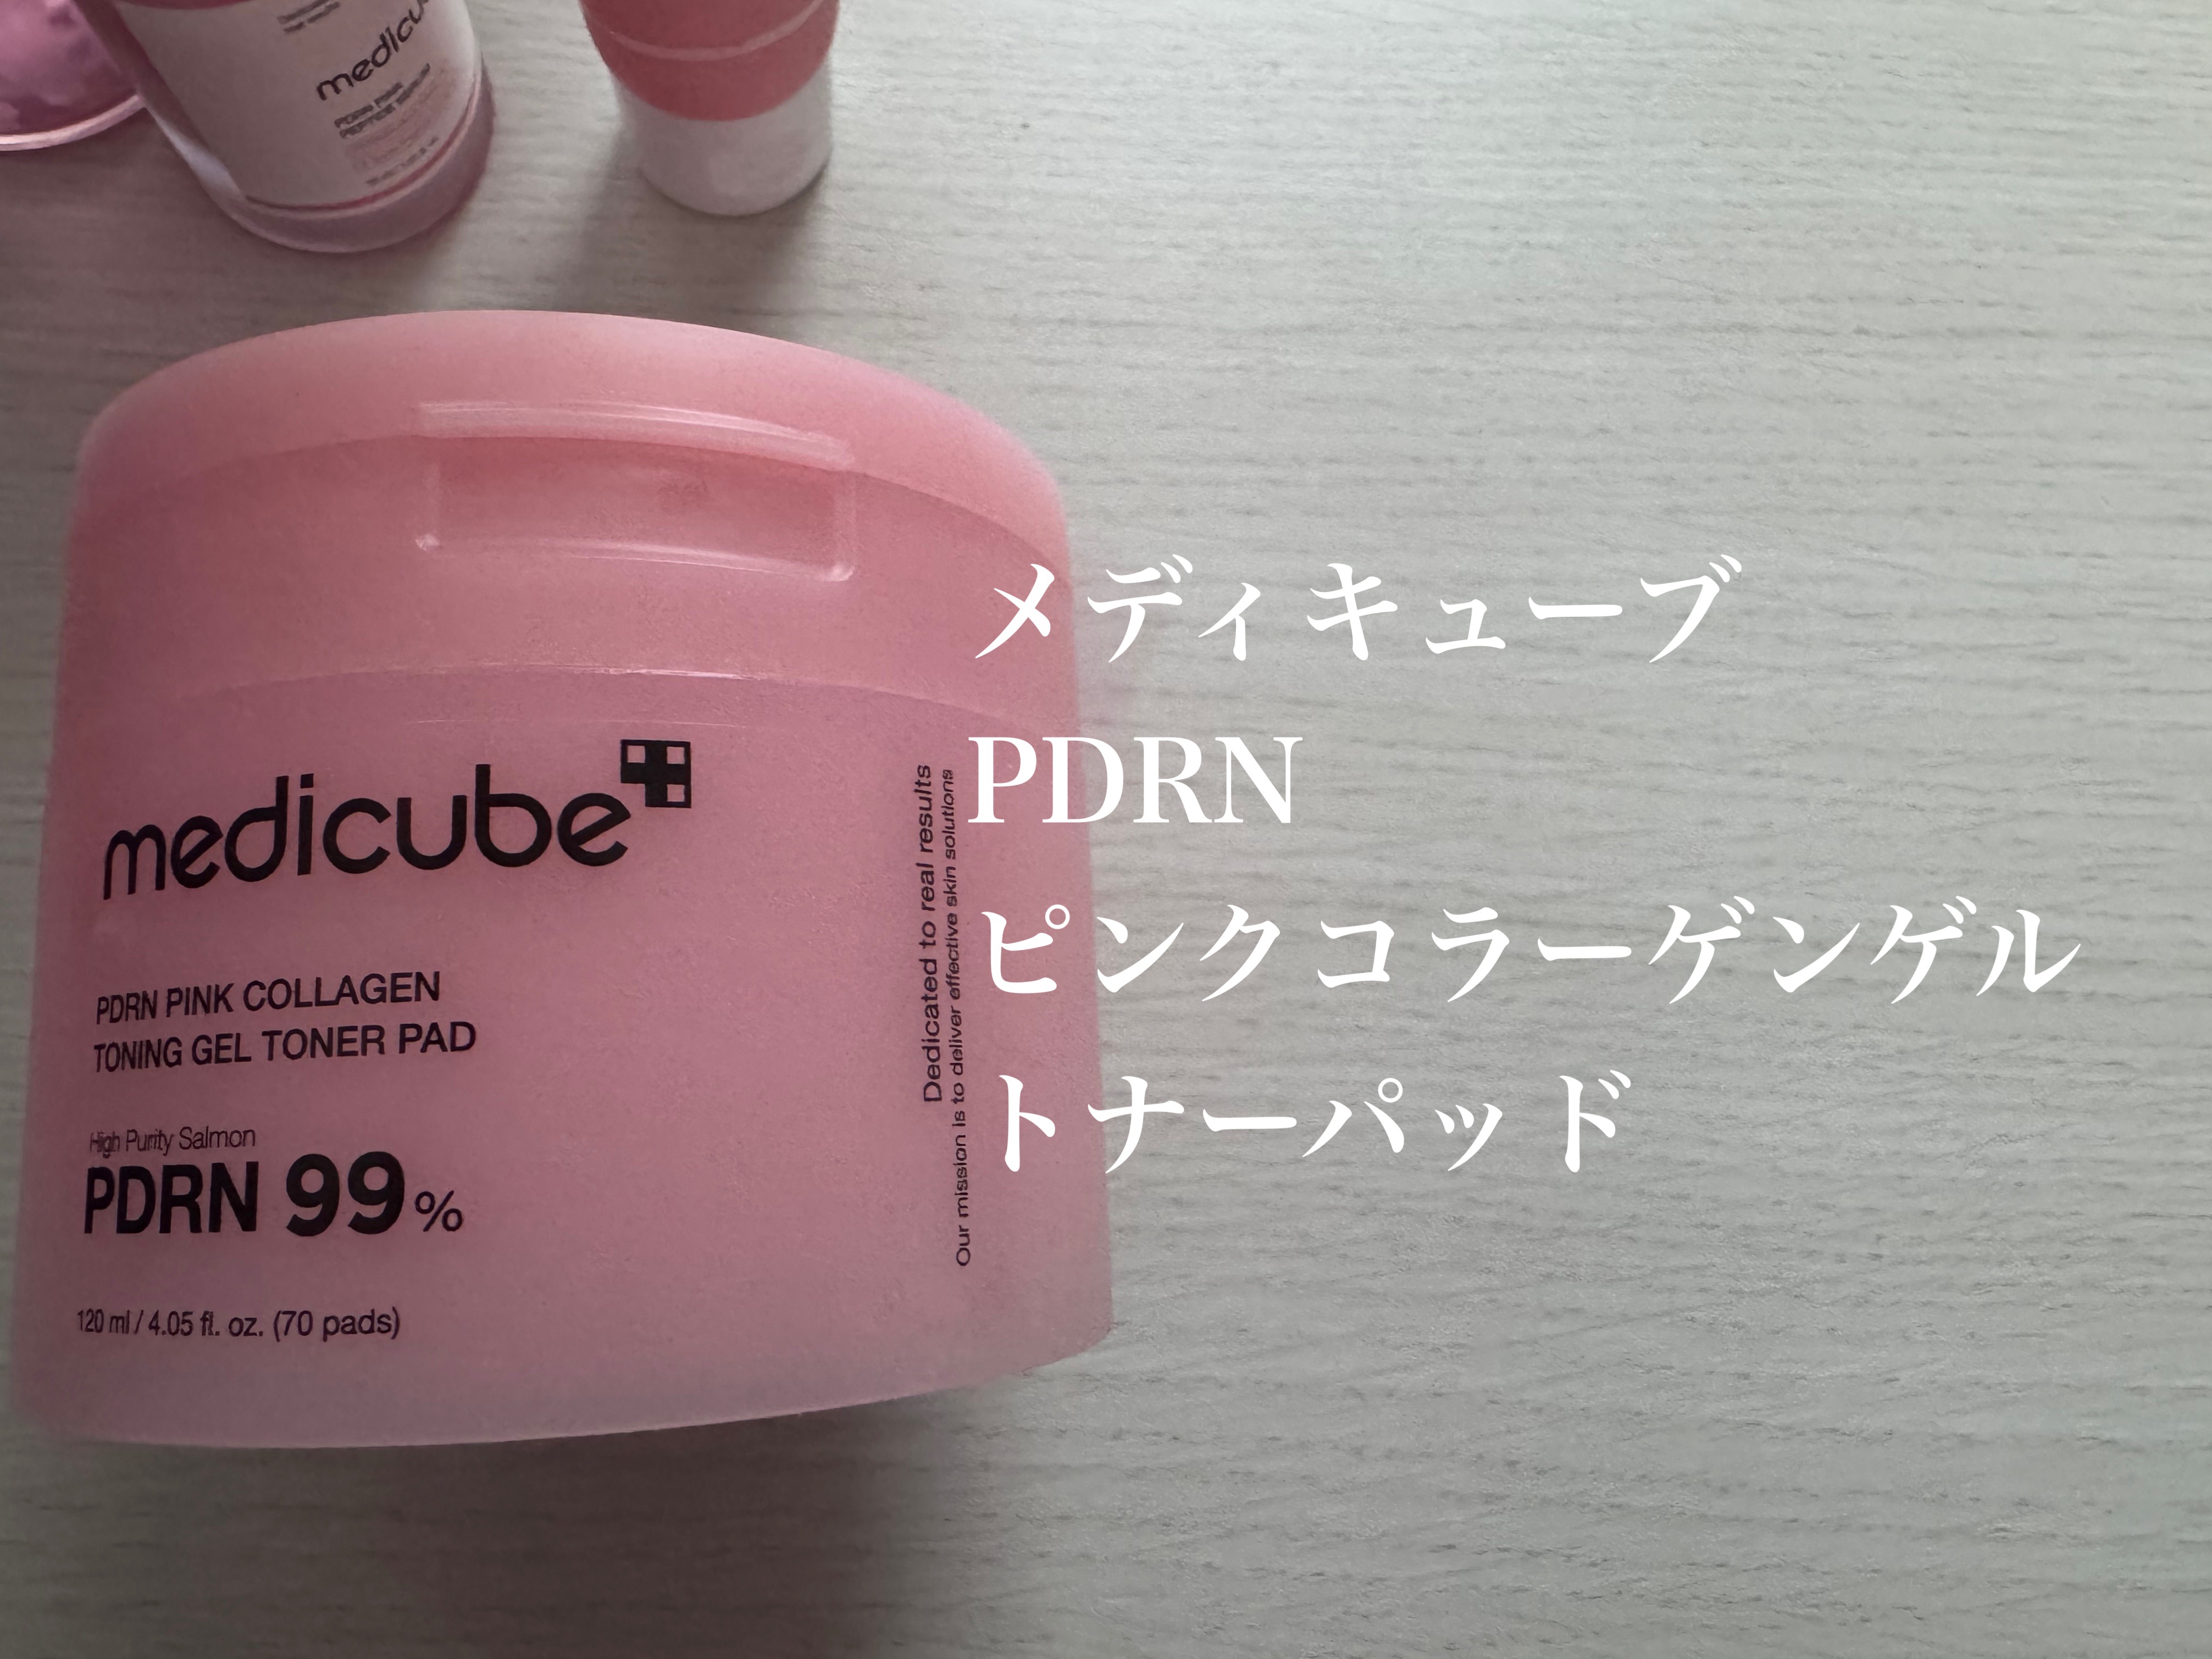 medicu
メディキューブ
PDRN
ピンクコラーゲンゲル
トナーパッド
medicube
PDRN PINK COLLAGEN
TONING GEL TONER PAD
High Purity Salmon
PDRN 99%
120 ml / 4.05 fl. oz. (70 pads)
Dedicated to real results
Our mission is to deliver effective skin solutions